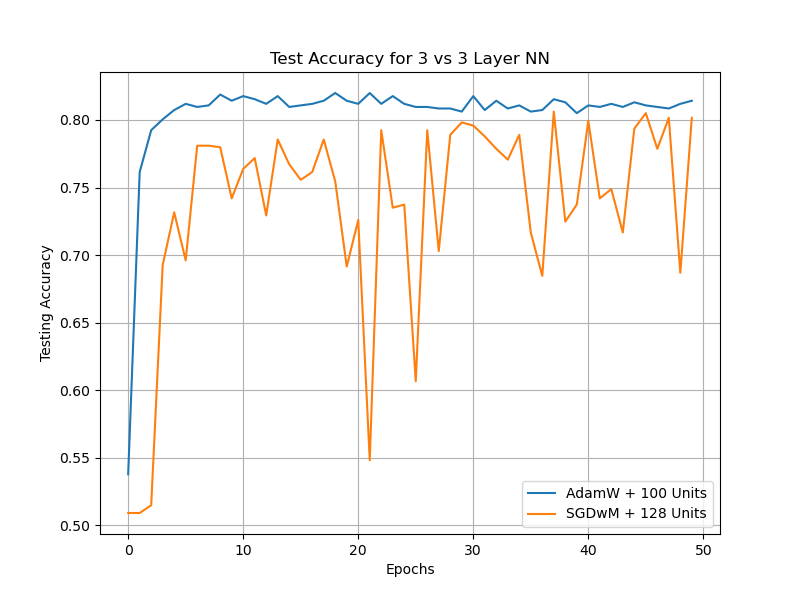 Test Accuracy for 3 vs 3 Layer NN
Testing Accuracy
0.80
0.75
0.70
0.65
0.60
0.55
0.50
AdamW + 100 Units
SGDwM + 128 Units
0 10 20 30 40 50
Epochs